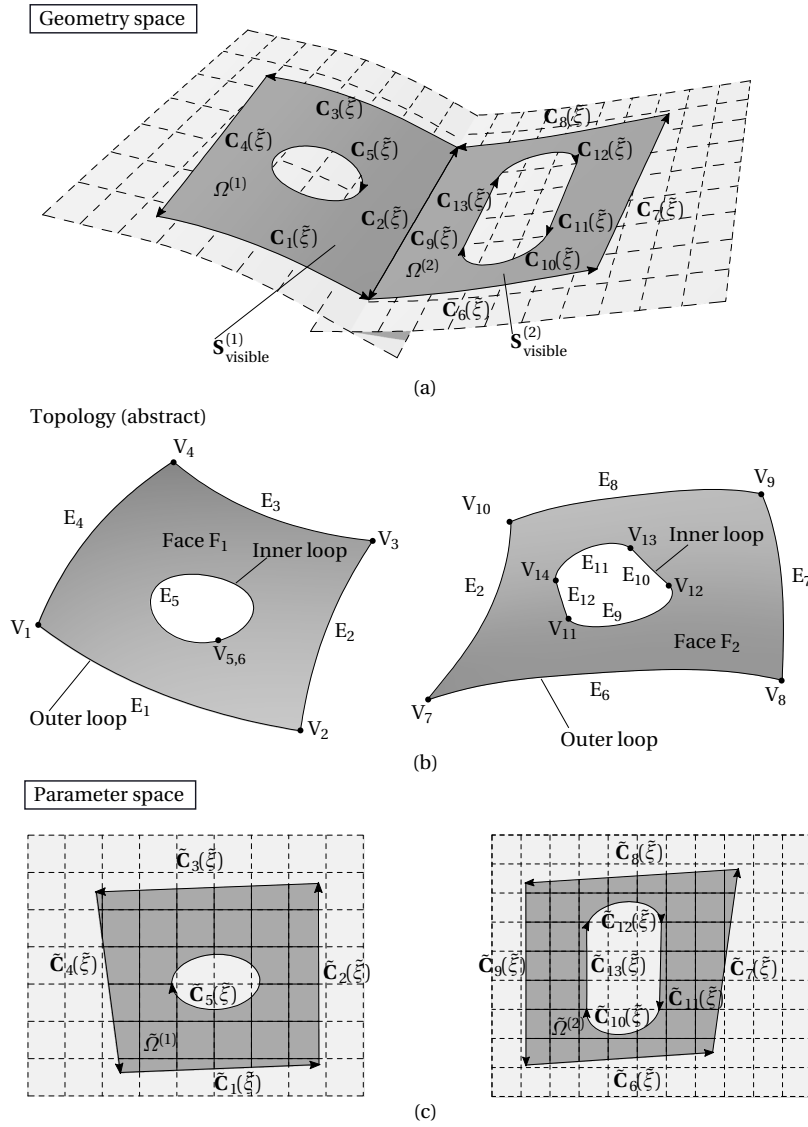 Geometry space
C₃(ξ̃)
C₈(ξ̃)
C₄(ξ̃)
C₅(ξ̃)
C₁₂(ξ̃)
Ω⁽¹⁾
C₂(ξ̃)
C₁₃(ξ̃)
C₇(ξ̃)
C₁₁(ξ̃)
C₁(ξ̃)
C₉(ξ̃)
Ω⁽²⁾
C₁₀(ξ̃)
C₆(ξ̃)
S⁽¹⁾visible
S⁽²⁾visible
(a)
Topology (abstract)
V₄
E₃
E₄
Face F₁
Inner loop
V₃
E₅
V₁
V₅,₆
E₂
Outer loop
E₁
V₂
E₈
V₉
V₁₀
V₁₃
Inner loop
E₁₁
E₁₀
E₇
E₂
V₁₄
V₁₂
E₁₂
E₉
V₁₁
Face F₂
E₆
V₈
V₇
Outer loop
(b)
Parameter space
C̃₃(ξ̃)
C̃₄(ξ̃)
C̃₂(ξ̃)
C̃₅(ξ̃)
Ω̃⁽¹⁾
C̃₁(ξ̃)
C̃₈(ξ̃)
C̃₁₂(ξ̃)
C̃₉(ξ̃)
C̃₁₃(ξ̃)
C̃₇(ξ̃)
C̃₁₁(ξ̃)
Ω̃⁽²⁾
C̃₁₀(ξ̃)
C̃₆(ξ̃)
(c)